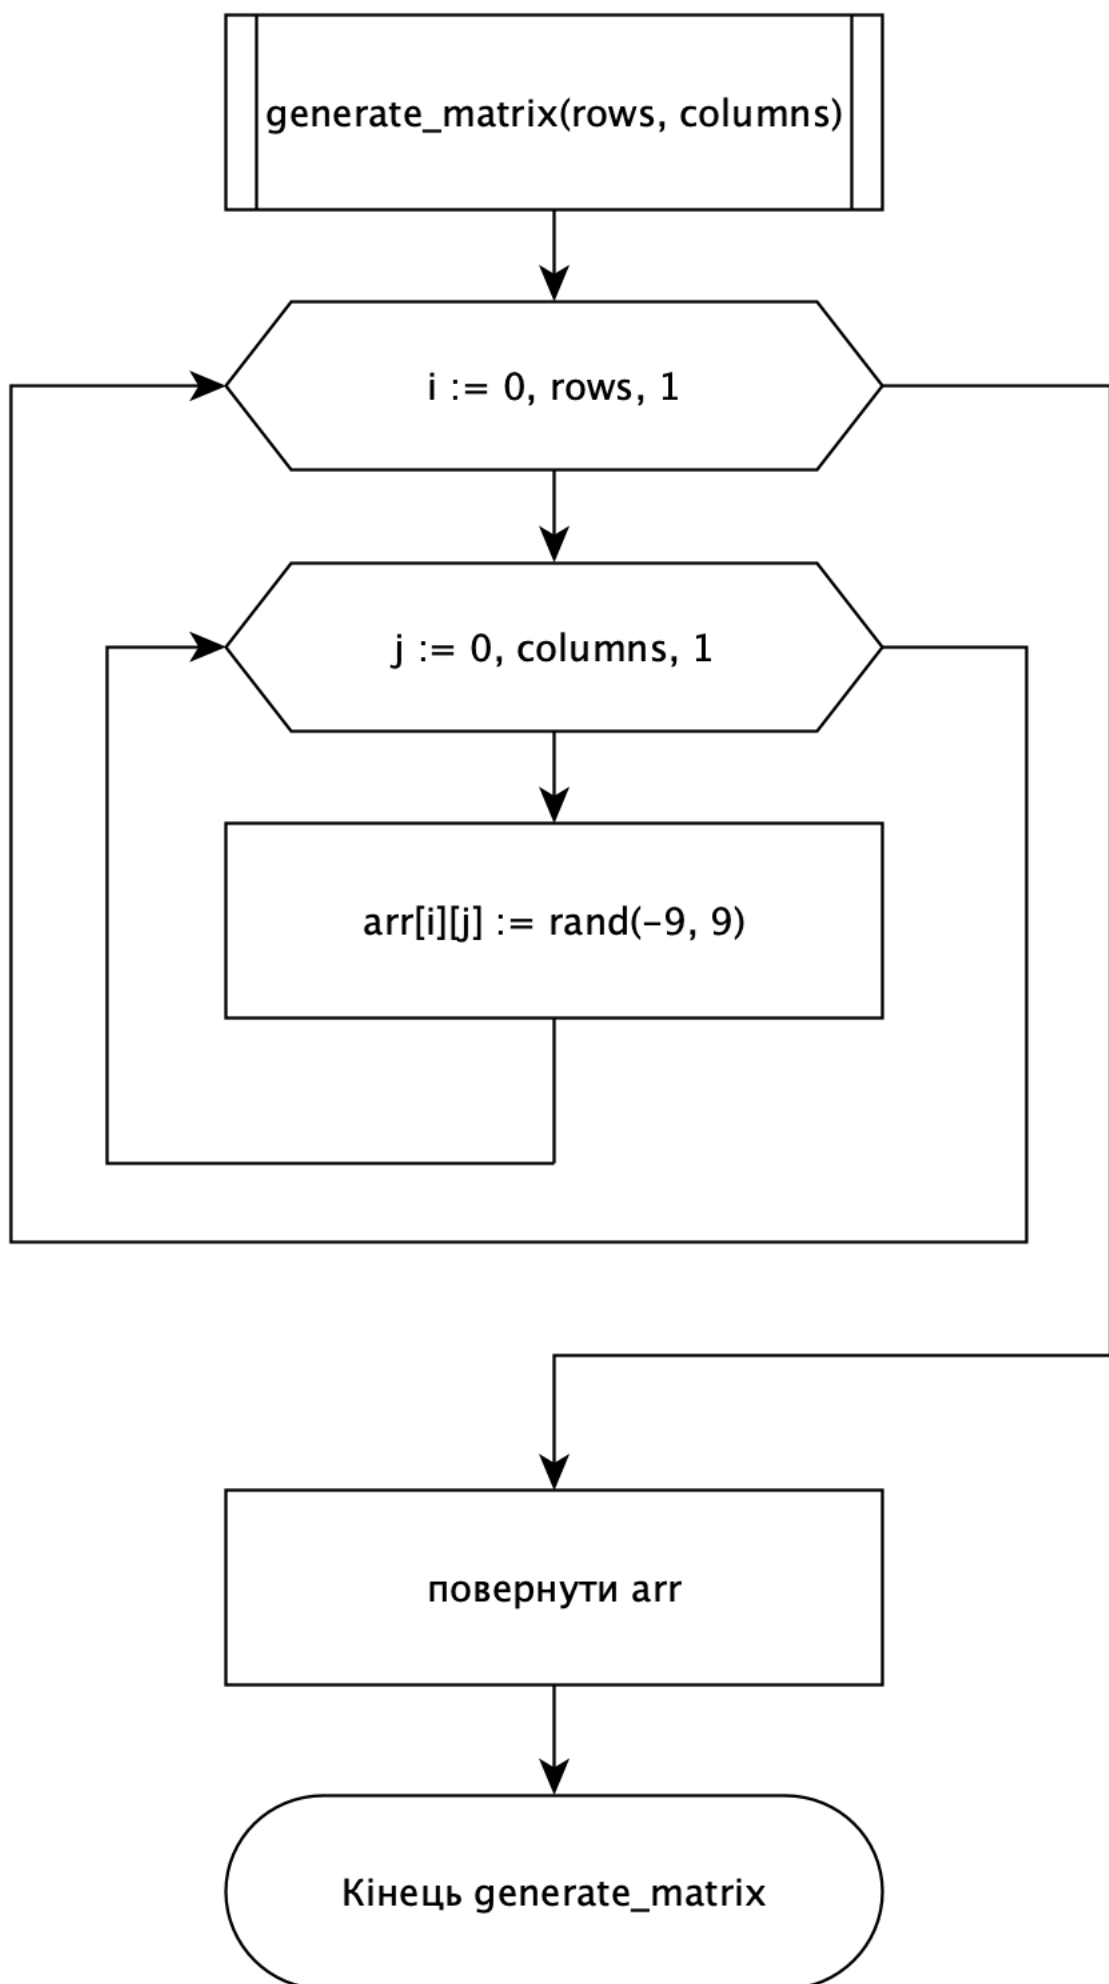 generate_matrix(rows, columns)
i := 0, rows, 1
j := 0, columns, 1
arr[i][j] := rand(-9, 9)
повернути arr
Кінець generate_matrix